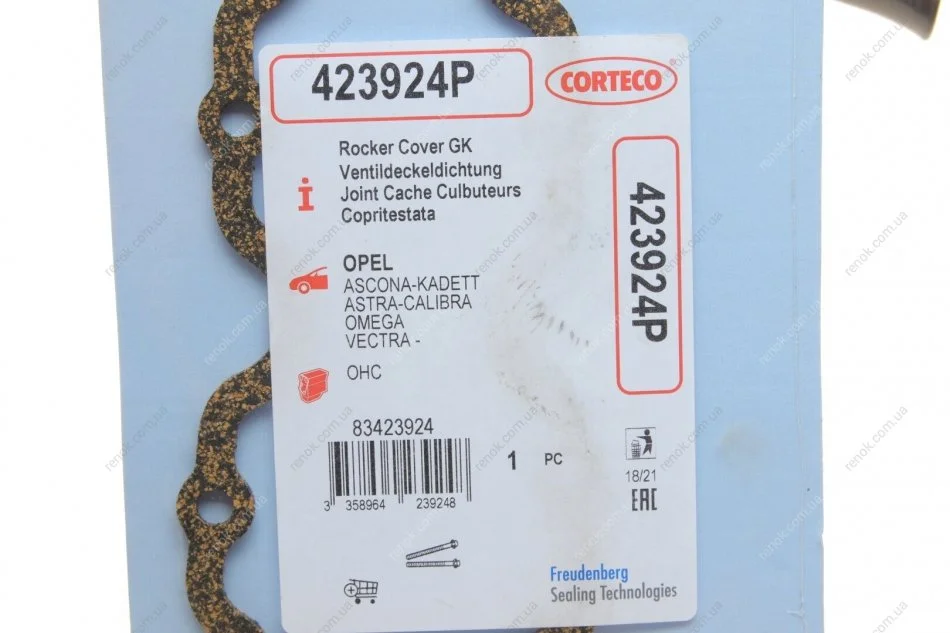 423924P
CORTECO
Rocker Cover GK
Ventildeckeldichtung
Joint Cache Culbuteurs
Copritestata
423924P
OPEL
ASCONA-KADETT
ASTRA-CALIBRA
OMEGA
VECTRA -
OHC
83423924
3 358964 239248
1 PC
18/21
EAC
Freudenberg
Sealing Technologies
renok.com.ua